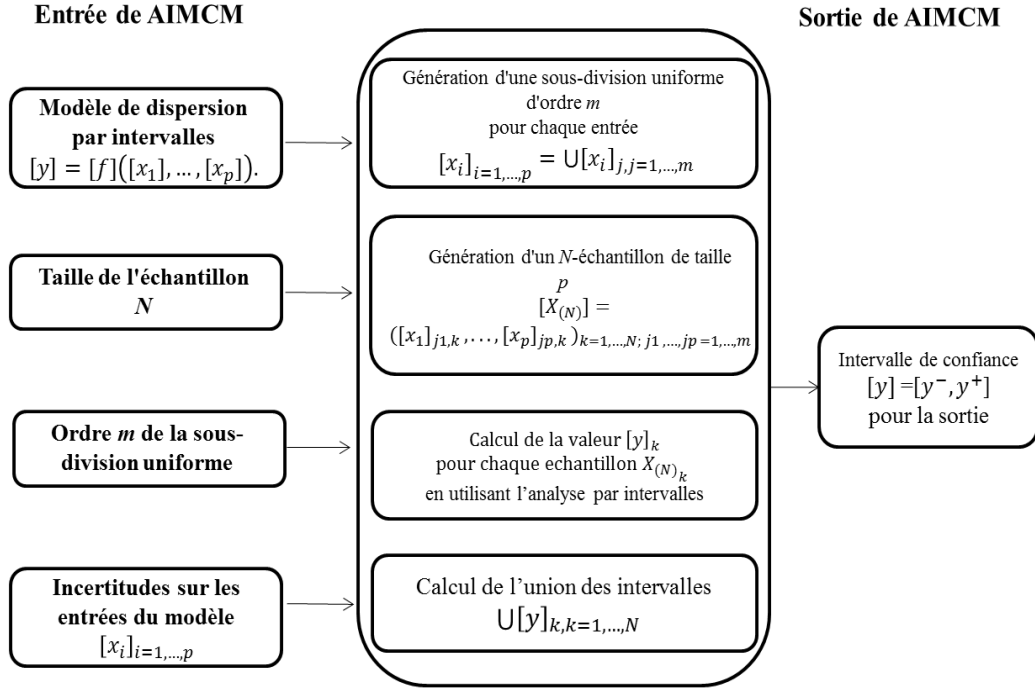 Entrée de AIMCM
Sortie de AIMCM
Modèle de dispersion
par intervalles
[y] = [f]([x₁], ..., [xₚ]).
Taille de l'échantillon
N
Ordre m de la sous-
division uniforme
Incertitudes sur les
entrées du modèle
[xᵢ]ᵢ₌₁,...,ₚ
Génération d'une sous-division uniforme
d'ordre m
pour chaque entrée
[xᵢ]ᵢ₌₁,...,ₚ = ∪[xᵢ]ⱼ,ⱼ₌₁,...,ₘ
Génération d'un N-échantillon de taille
p
[X₍N₎] =
([x₁]j1,k, . . . , [xₚ]jp,k )k=1,...,N; j1 ,...,jp=1,...,m
Calcul de la valeur [y]ₖ
pour chaque echantillon X₍N₎ₖ
en utilisant l’analyse par intervalles
Calcul de l’union des intervalles
∪[y]k,k=1,...,N
Intervalle de confiance
[y] =[y⁻, y⁺]
pour la sortie